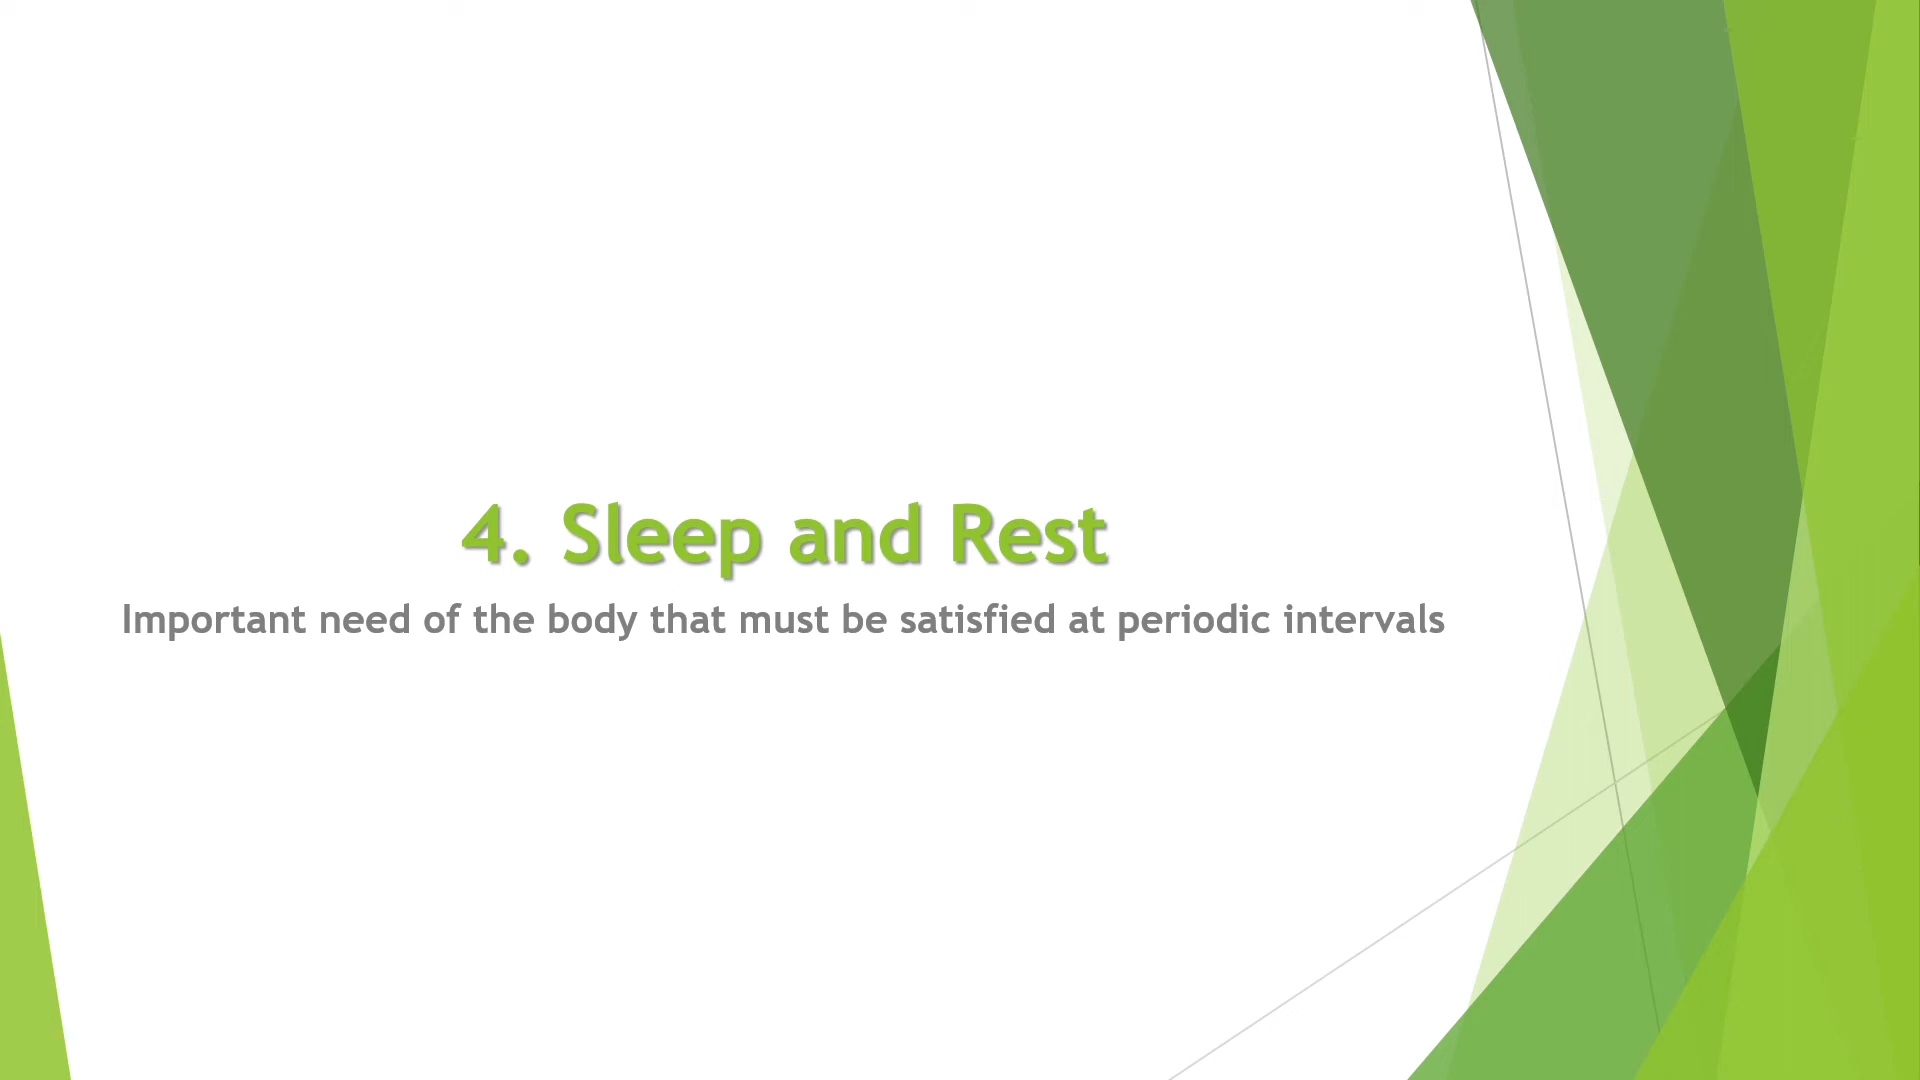 4. Sleep and Rest
Important need of the body that must be satisfied at periodic intervals